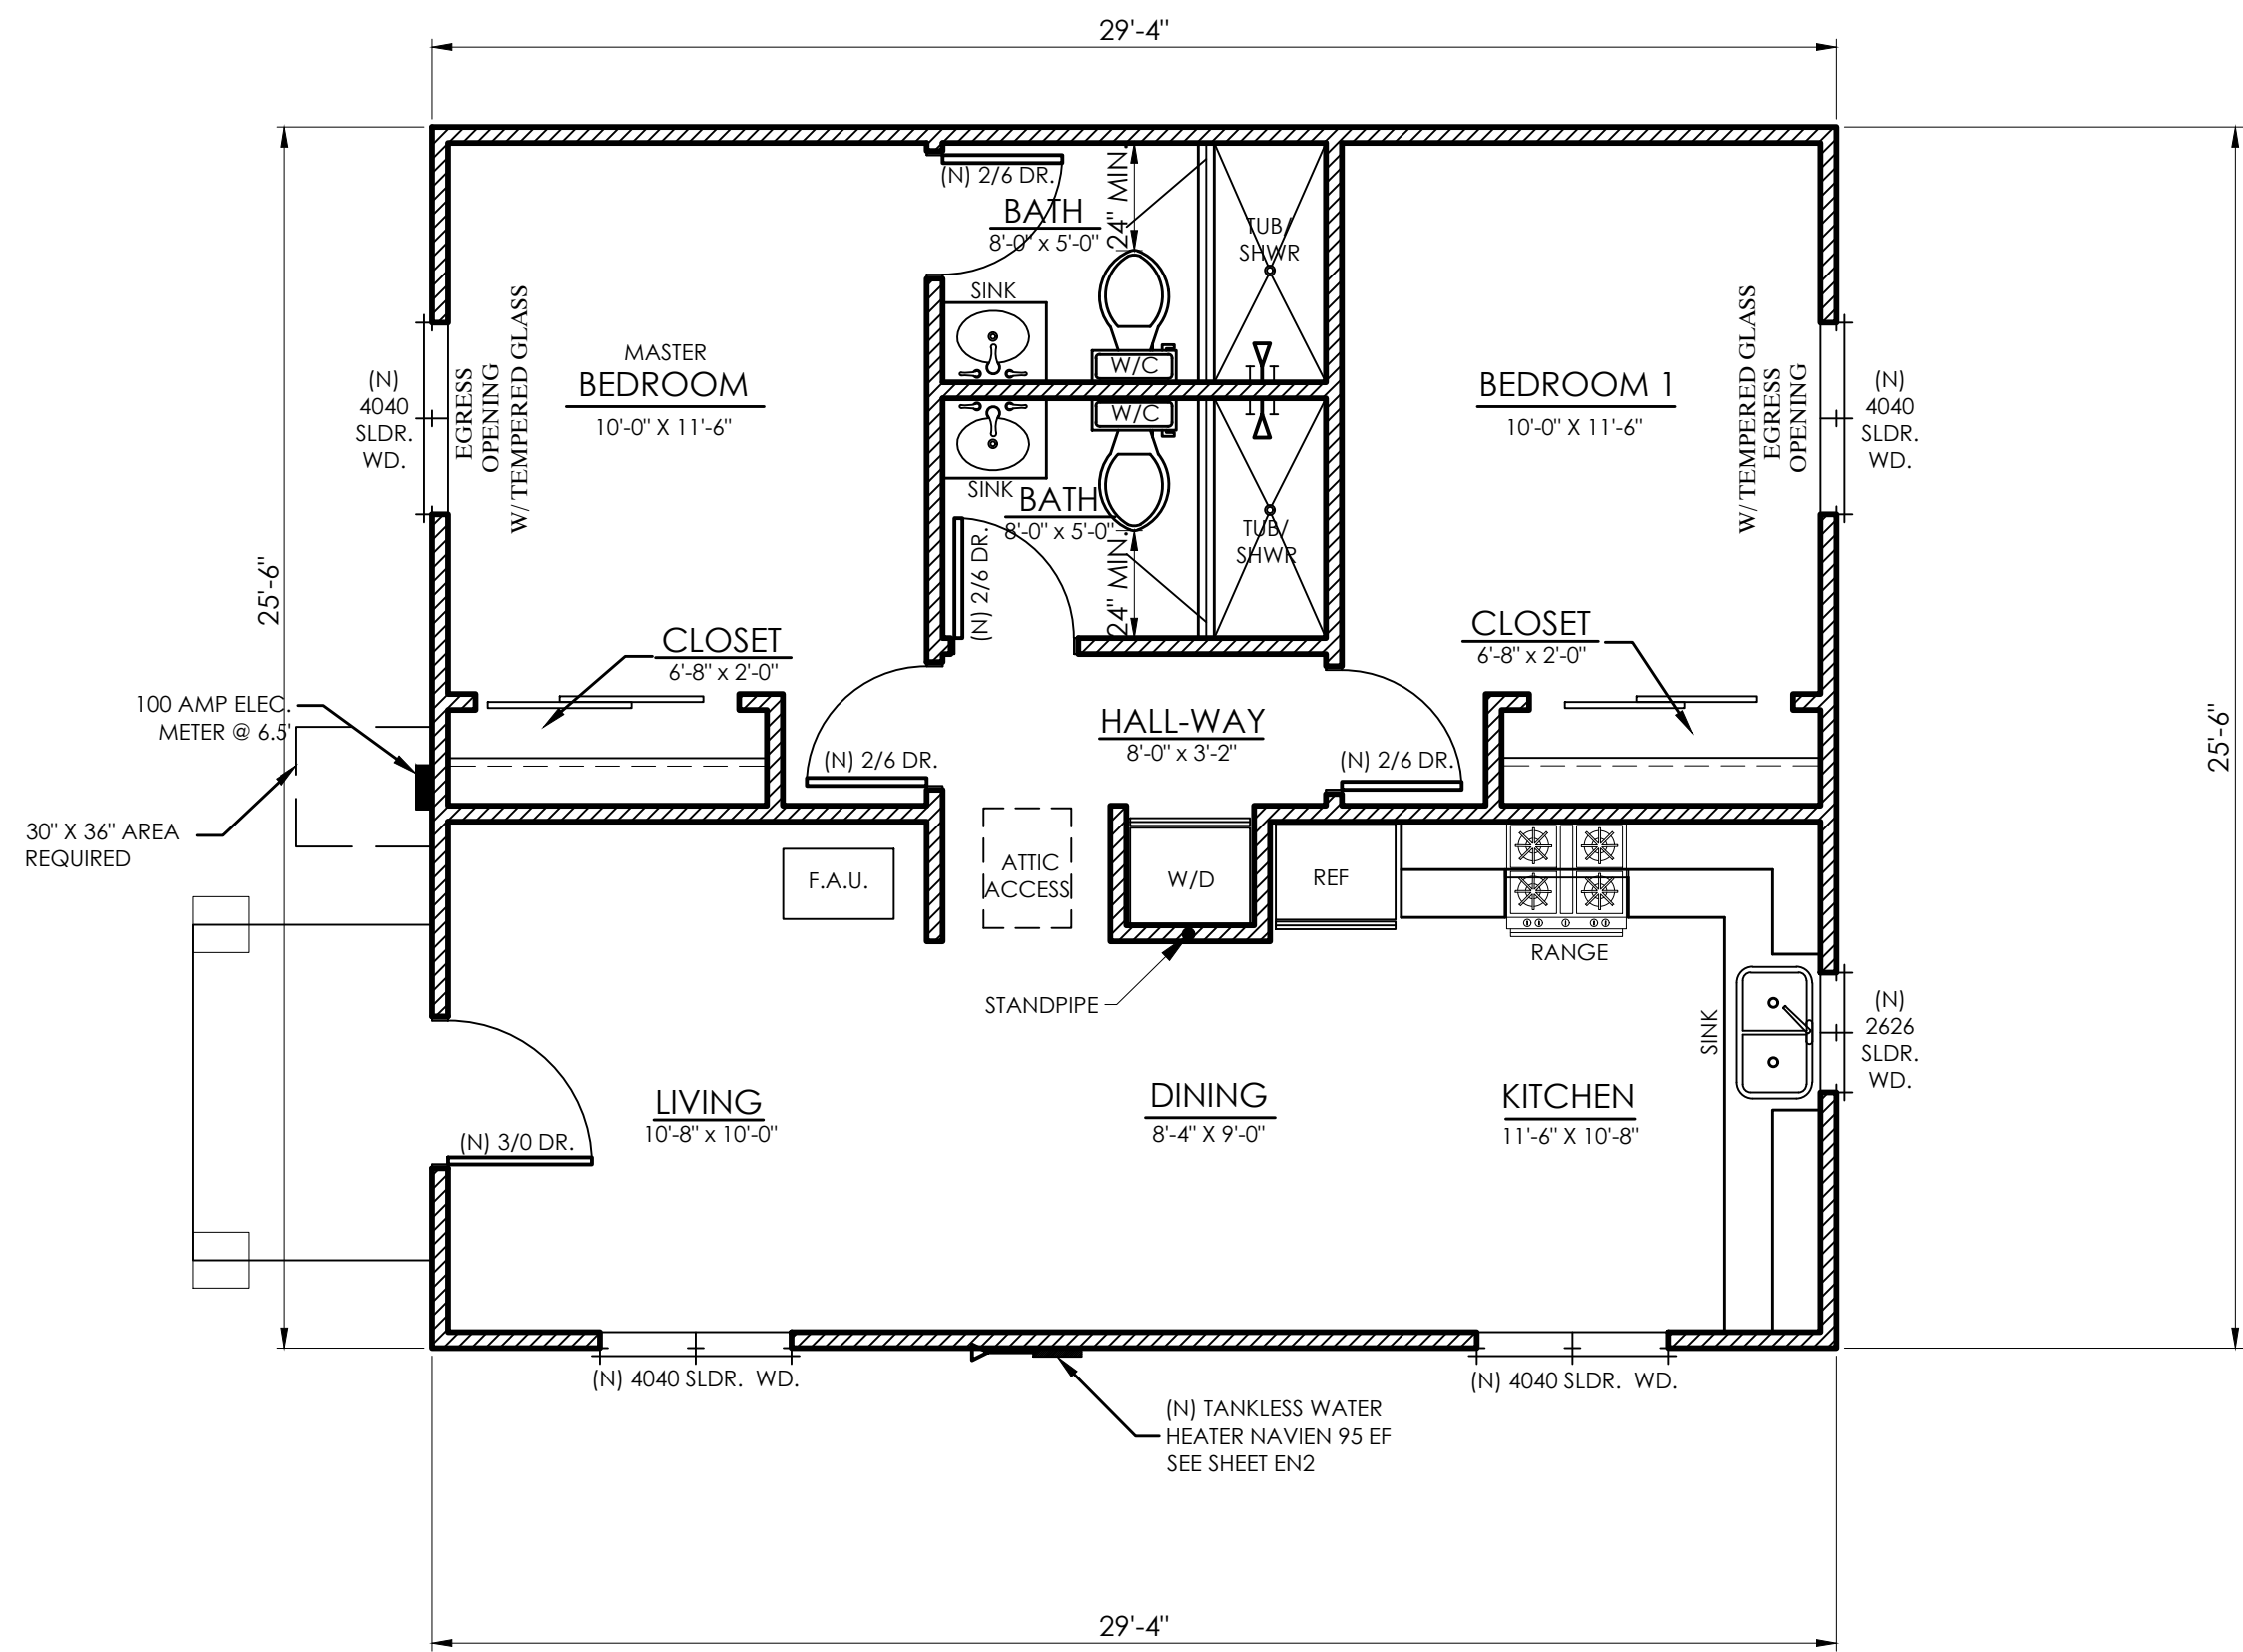 29'-4"
(N) 2/6 DR.
BATH
8'-0" x 5'-0"
24" MIN.
TUB/
SHWR
SINK
W/C
MASTER
BEDROOM
10'-0" X 11'-6"
EGRESS
OPENING
W/ TEMPERED GLASS
(N)
4040
SLDR.
WD.
BEDROOM 1
10'-0" X 11'-6"
W/ TEMPERED GLASS
EGRESS
OPENING
(N)
4040
SLDR.
WD.
W/C
SINK
BATH
8'-0" x 5'-0"
(N) 2/6 DR.
24" MIN.
TUB/
SHWR
25'-6"
25'-6"
CLOSET
6'-8" x 2'-0"
CLOSET
6'-8" x 2'-0"
100 AMP ELEC.
METER @ 6.5'
HALL-WAY
8'-0" x 3'-2"
(N) 2/6 DR.
(N) 2/6 DR.
30" X 36" AREA
REQUIRED
F.A.U.
ATTIC
ACCESS
W/D
REF
RANGE
STANDPIPE
SINK
(N)
2626
SLDR.
WD.
LIVING
10'-8" x 10'-0"
DINING
8'-4" X 9'-0"
KITCHEN
11'-6" X 10'-8"
(N) 3/0 DR.
(N) 4040 SLDR. WD.
(N) 4040 SLDR. WD.
(N) TANKLESS WATER
HEATER NAVIEN 95 EF
SEE SHEET EN2
29'-4"